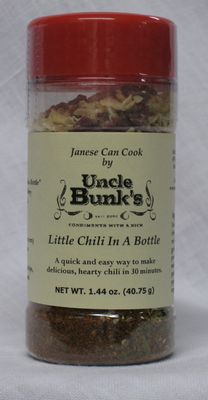 Janese Can Cook
by
Uncle
Bunk's
CONDIMENTS WITH A KICK
Little Chili In A Bottle
A quick and easy way to make
delicious, hearty chili in 30 minutes.
NET WT. 1.44 oz. (40.75 g)